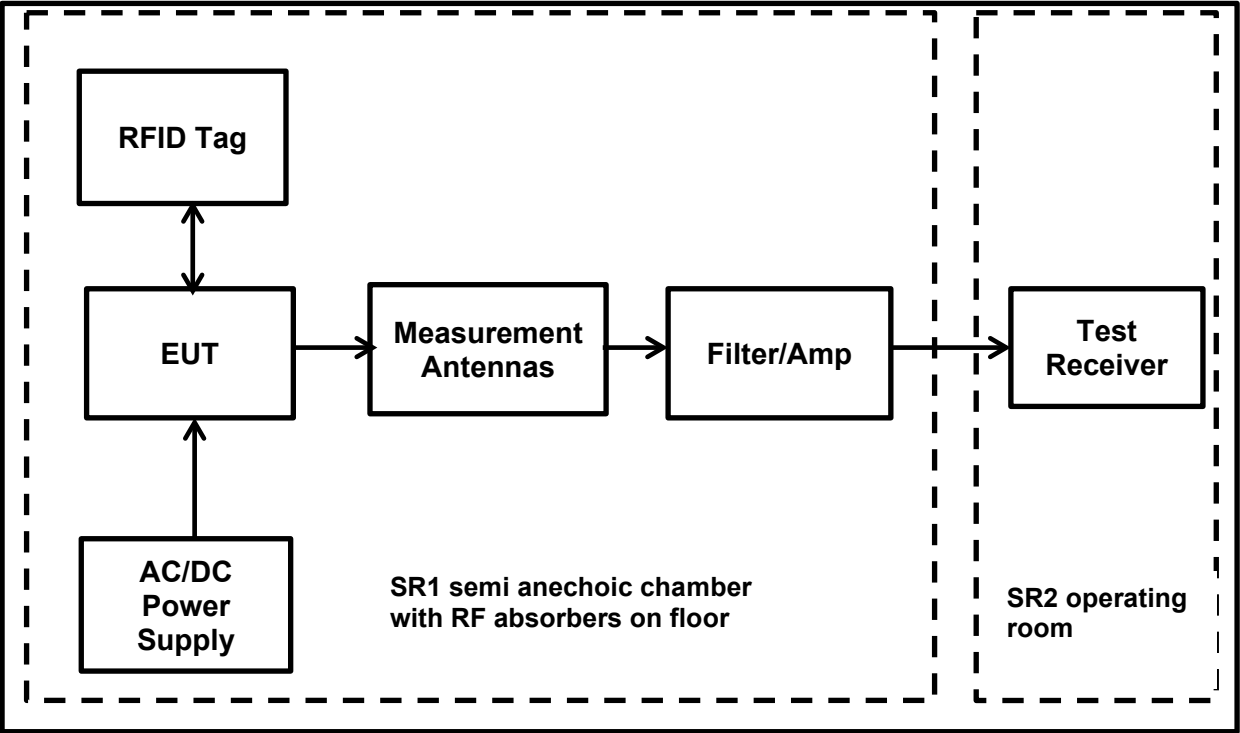 RFID Tag
EUT
Measurement
Antennas
Filter/Amp
Test
Receiver
AC/DC
Power
Supply
SR1 semi anechoic chamber
with RF absorbers on floor
SR2 operating
room